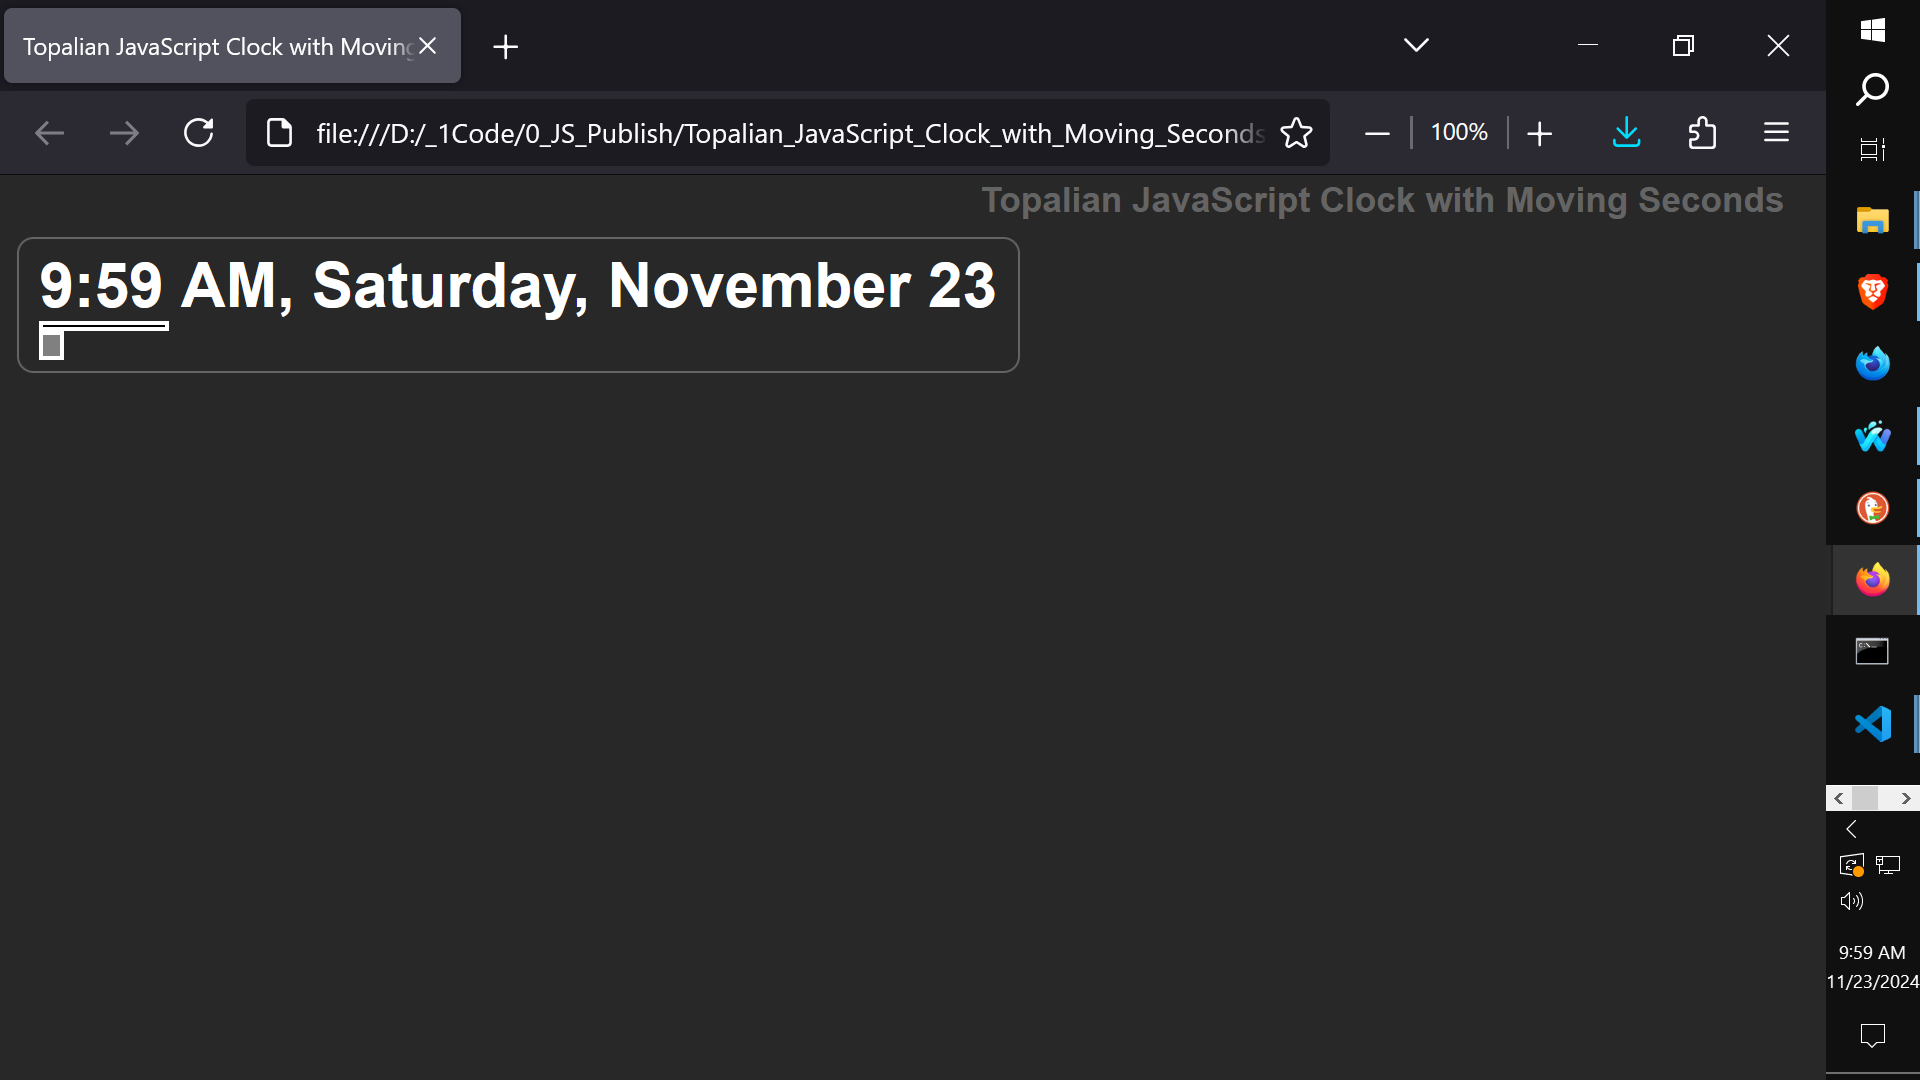 Topalian JavaScript Clock with Moving
file:///D:/_1Code/0_JS_Publish/Topalian_JavaScript_Clock_with_Moving_Seconds
100%
Topalian JavaScript Clock with Moving Seconds
9:59 AM, Saturday, November 23
9:59 AM
11/23/2024